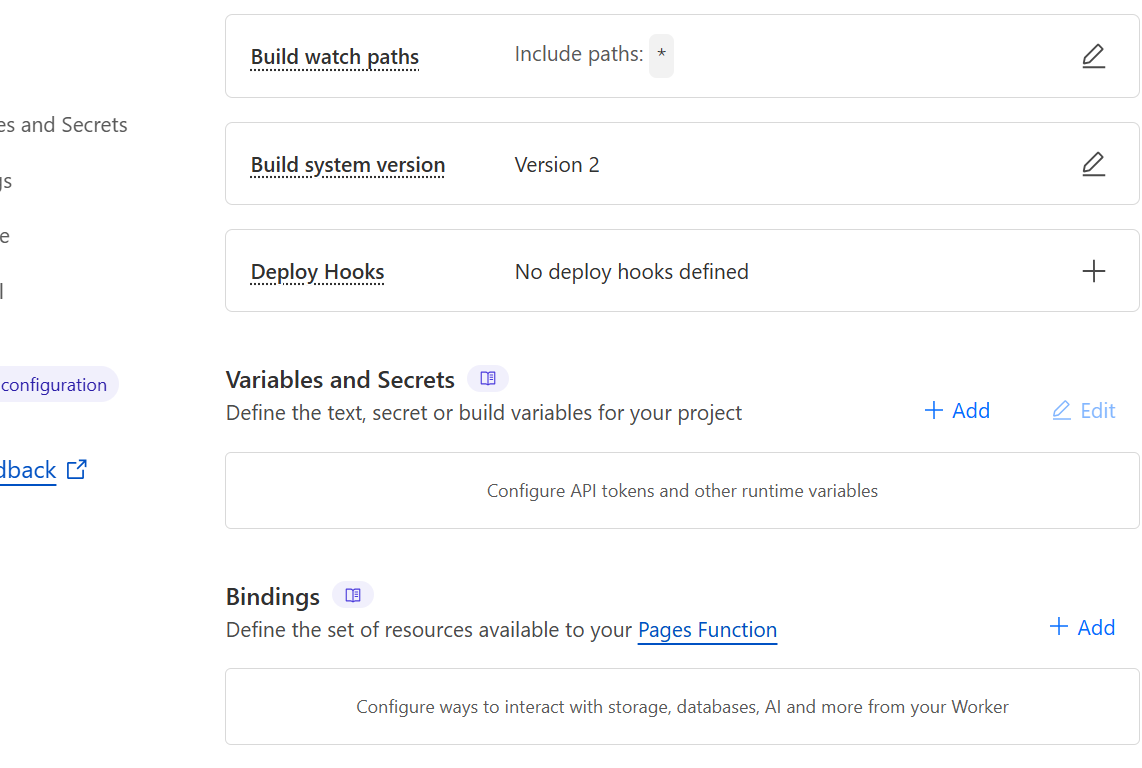 Build watch paths Include paths: *
es and Secrets
Build system version Version 2
gs
e
Deploy Hooks No deploy hooks defined
l
Variables and Secrets
configuration
Define the text, secret or build variables for your project + Add Edit
dback
Configure API tokens and other runtime variables
Bindings
Define the set of resources available to your Pages Function + Add
Configure ways to interact with storage, databases, AI and more from your Worker